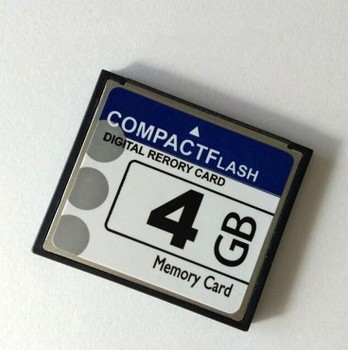 COMPACTFLASH
DIGITAL RERORY CARD
4
GB
Memory Card